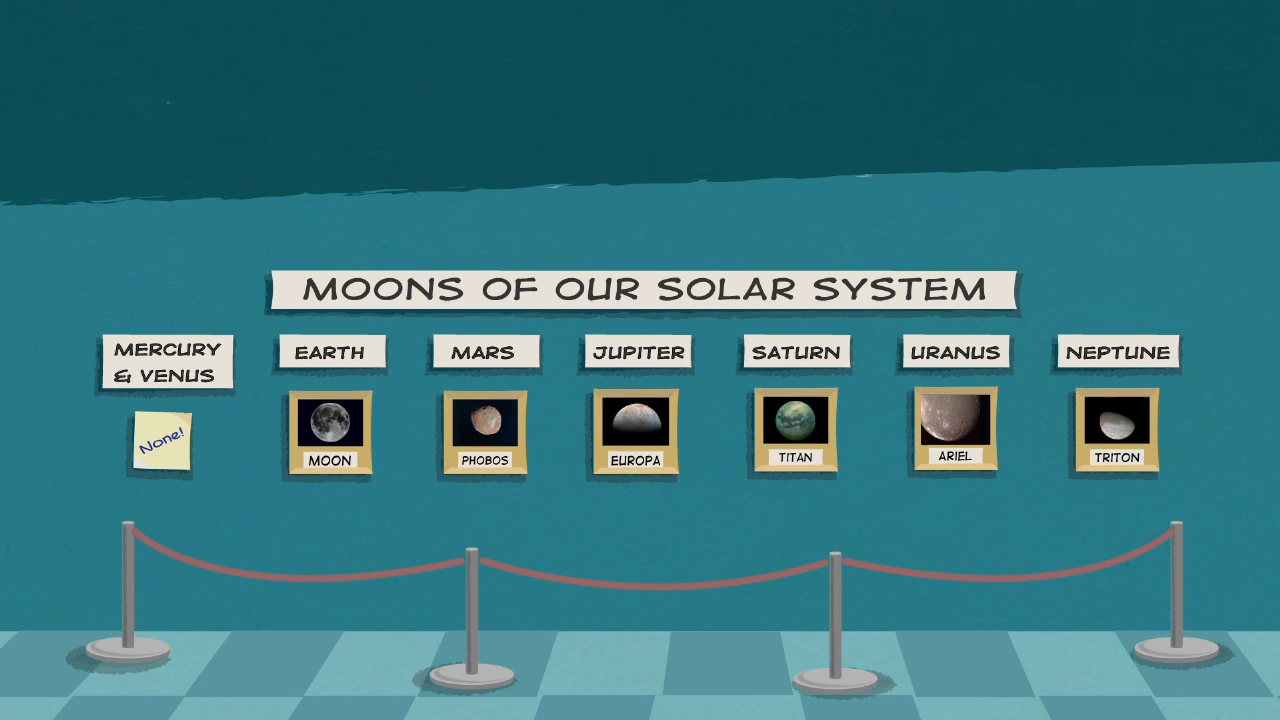 MOONS OF OUR SOLAR SYSTEM
MERCURY
& VENUS
EARTH
MARS
JUPITER
SATURN
URANUS
NEPTUNE
None!
MOON
PHOBOS
EUROPA
TITAN
ARIEL
TRITON